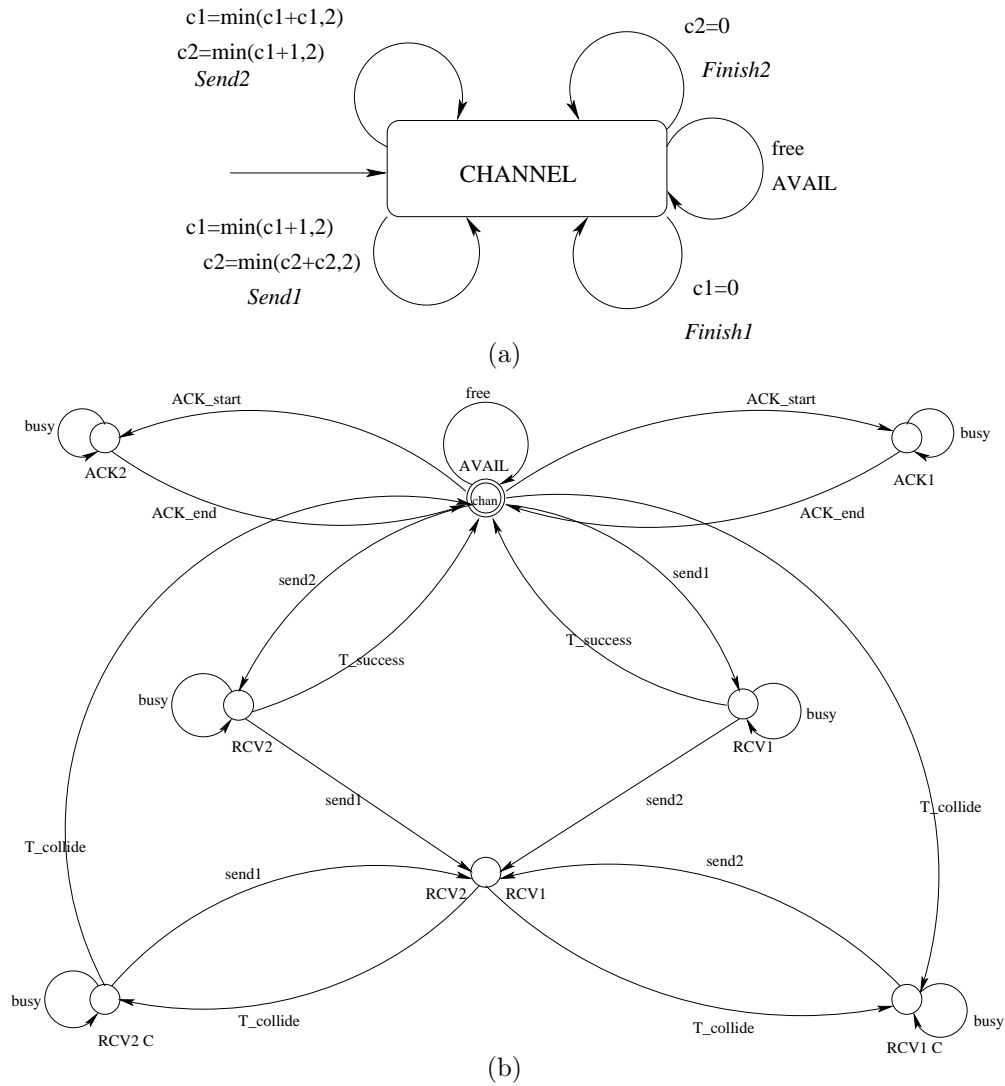 c1=min(c1+c1,2)
c2=min(c1+1,2)
Send2
c2=0
Finish2
free
AVAIL
CHANNEL
c1=min(c1+1,2)
c2=min(c2+c2,2)
Send1
c1=0
Finish1
(a)
free
ACK_start
ACK_start
busy
busy
AVAIL
ACK2
ACK1
chan
ACK_end
ACK_end
send2
send1
T_success
T_success
busy
busy
RCV2
RCV1
send1
send2
T_collide
T_collide
send1
send2
RCV2
RCV1
busy
busy
T_collide
T_collide
RCV2 C
RCV1 C
(b)